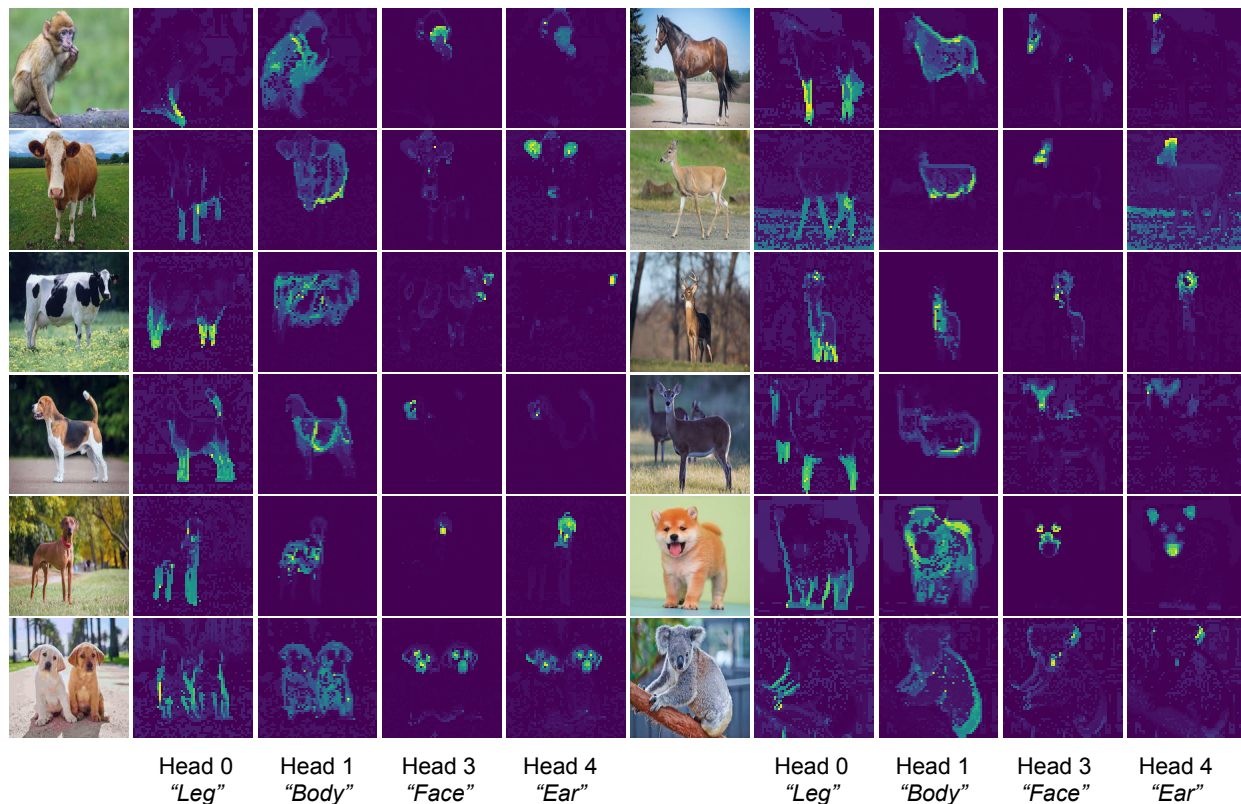 Head 0 Head 1 Head 3 Head 4 Head 0 Head 1 Head 3 Head 4
“Leg” “Body” “Face” “Ear” “Leg” “Body” “Face” “Ear”